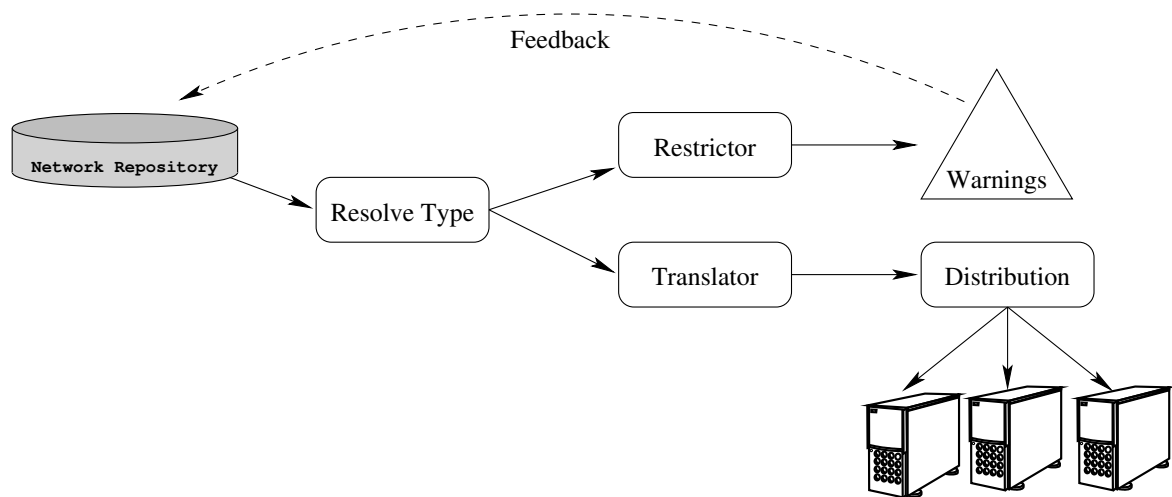 Feedback
Network Repository
Resolve Type
Restrictor
Warnings
Translator
Distribution